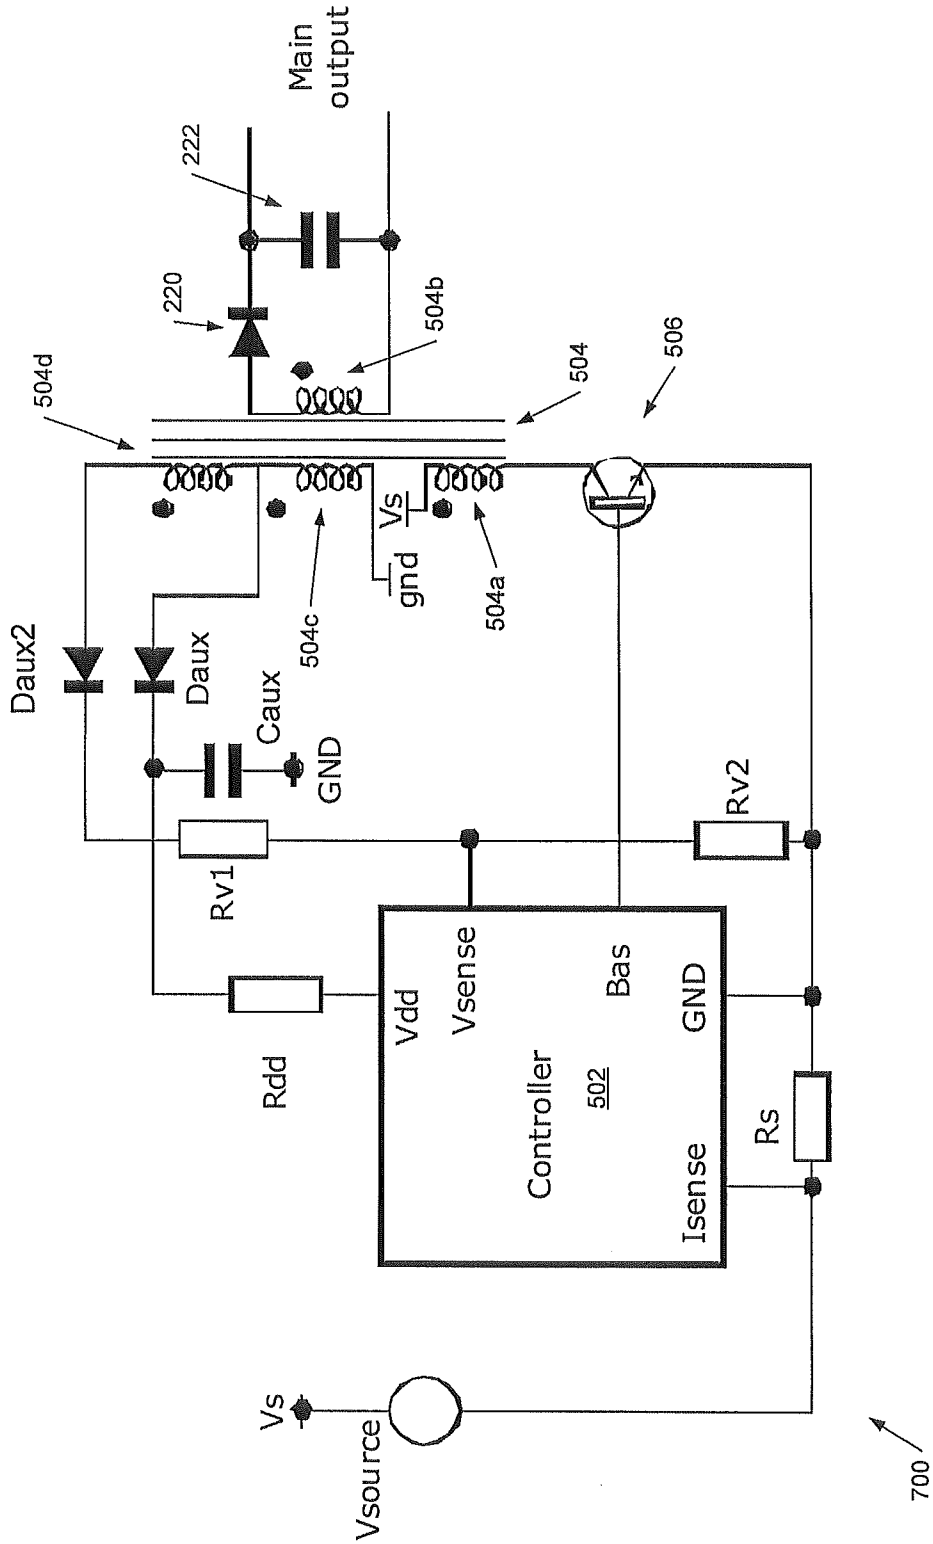 Main
output
222
220
504b
504d
504
506
Vs
gnd
504a
504c
Daux2
Daux
Caux
GND
Rv1
Rv2
Rdd
Vdd
Vsense
Bas
GND
Controller
502
Isense
Rs
Vs
Vsource
700